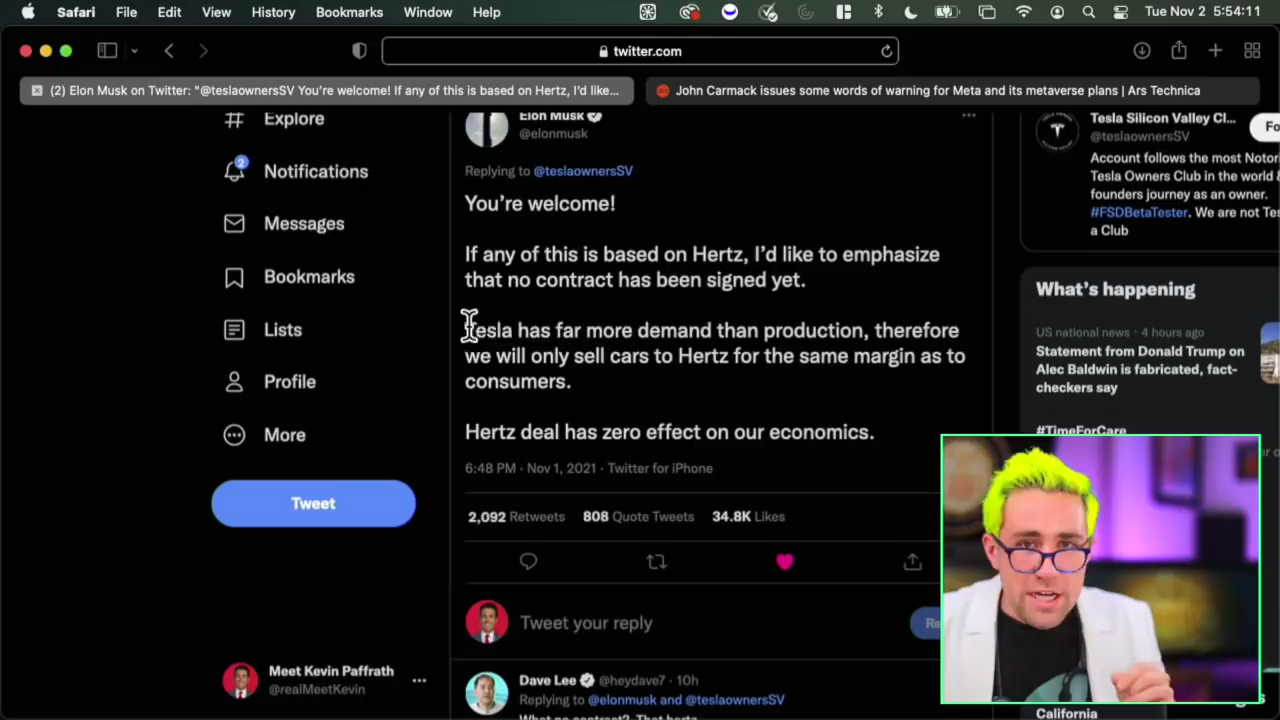 Safari File Edit View History Bookmarks Window Help
Tue Nov 2 5:54:11
twitter.com
(2) Elon Musk on Twitter: "@teslaownersSV You're welcome! If any of this is based on Hertz, I'd like...
John Carmack issues some words of warning for Meta and its metaverse plans | Ars Technica
Explore
Notifications
2
Messages
Bookmarks
Lists
Profile
More
Tweet
Meet Kevin Paffrath
@realMeetKevin
Elon Musk
@elonmusk
Replying to @teslaownersSV
You're welcome!
If any of this is based on Hertz, I'd like to emphasize
that no contract has been signed yet.
Tesla has far more demand than production, therefore
we will only sell cars to Hertz for the same margin as to
consumers.
Hertz deal has zero effect on our economics.
6:48 PM · Nov 1, 2021 · Twitter for iPhone
2,092 Retweets 808 Quote Tweets 34.8K Likes
Tweet your reply
Re
Dave Lee @heydave7 · 10h
Replying to @elonmusk and @teslaownersSV
What no contract? That hertz
Tesla Silicon Valley Cl...
@teslaownersSV
Fo
Account follows the most Notori
Tesla Owners Club in the world &
founders journey as an owner.
#FSDBetaTester. We are not Te
a Club
What's happening
US national news · 4 hours ago
Statement from Donald Trump on
Alec Baldwin is fabricated, fact-
checkers say
#TimeForCare
California